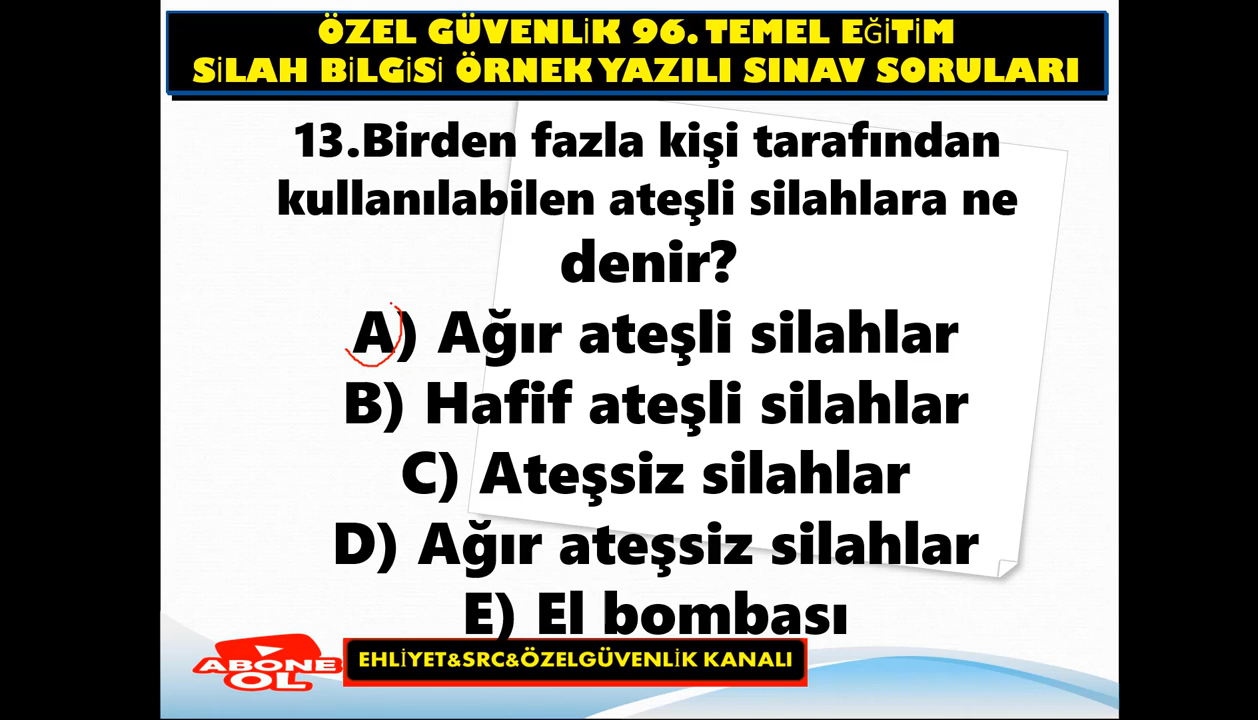 ÖZEL GÜVENLİK 96. TEMEL EĞİTİM
SİLAH BİLGİSİ ÖRNEK YAZILI SINAV SORULARI
13.Birden fazla kişi tarafından
kullanılabilen ateşli silahlara ne
denir?
A) Ağır ateşli silahlar
B) Hafif ateşli silahlar
C) Ateşsiz silahlar
D) Ağır ateşsiz silahlar
E) El bombası
ABONE
OL
EHLİYET&SRC&ÖZELGÜVENLİK KANALI